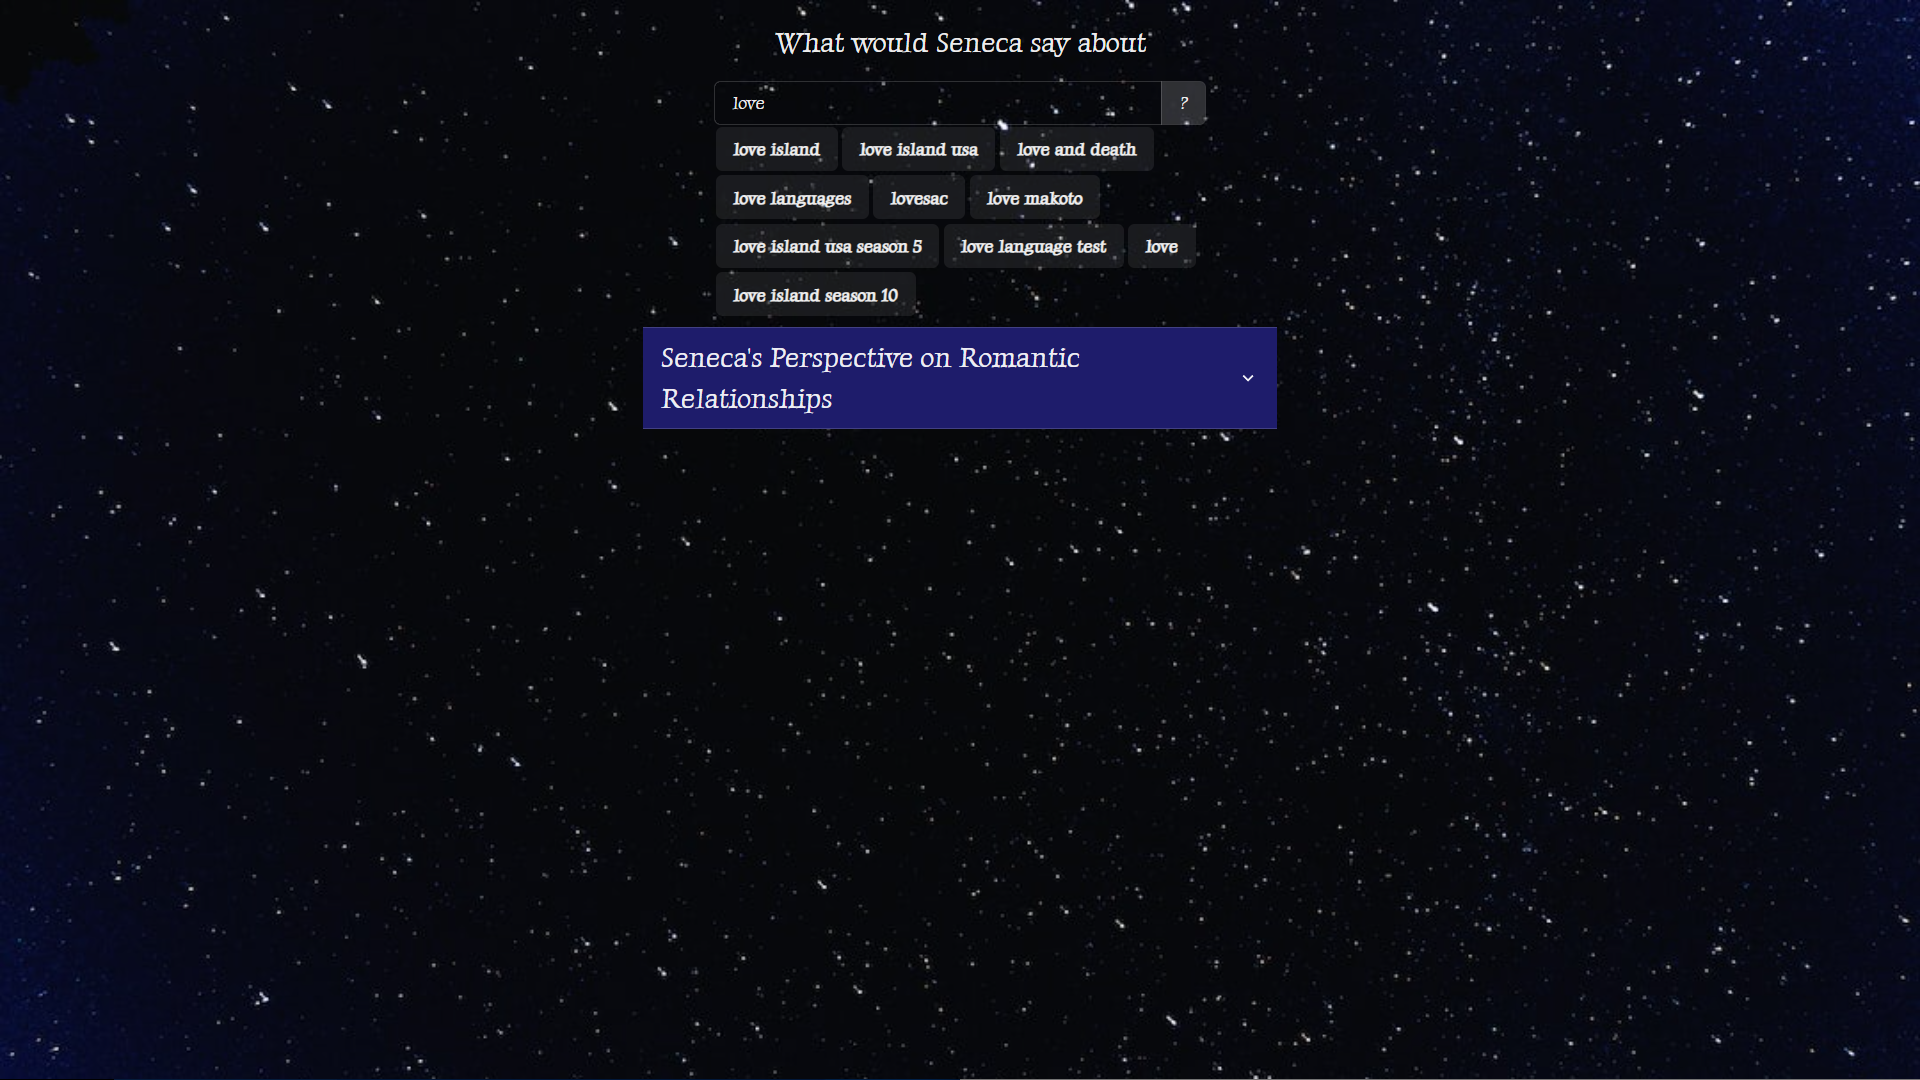 What would Seneca say about
love ?
love island love island usa love and death
love languages lovesac love makoto
love island usa season 5 love language test love
love island season 10
Seneca's Perspective on Romantic
Relationships